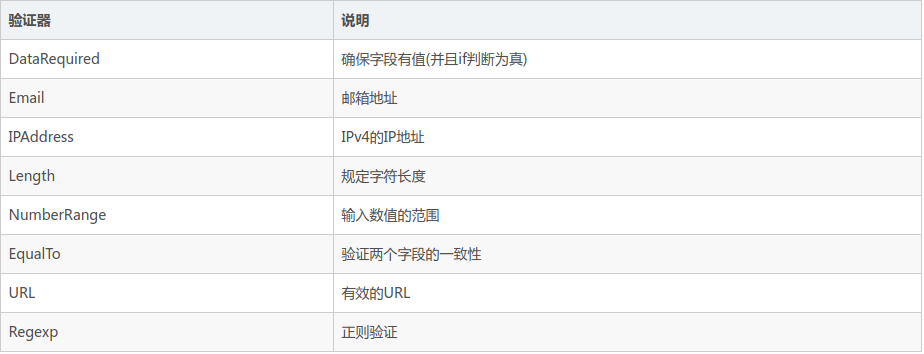 验证器 说明
DataRequired 确保字段有值(并且if判断为真)
Email 邮箱地址
IPAddress IPv4的IP地址
Length 规定字符长度
NumberRange 输入数值的范围
EqualTo 验证两个字段的一致性
URL 有效的URL
Regexp 正则验证